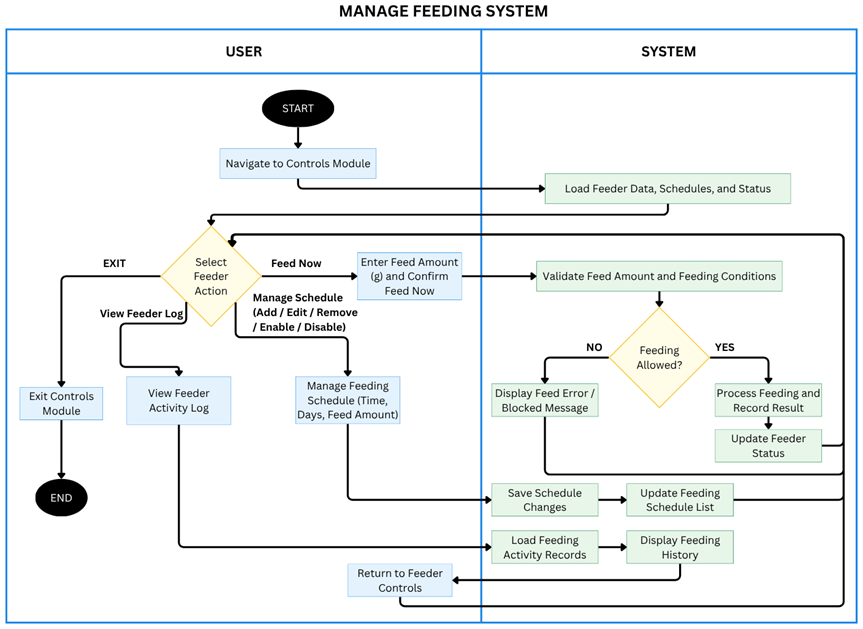 MANAGE FEEDING SYSTEM
USER
SYSTEM
START
Navigate to Controls Module
Load Feeder Data, Schedules, and Status
Select
Feeder
Action
EXIT
Feed Now
View Feeder Log
Manage Schedule
(Add / Edit / Remove
/ Enable / Disable)
Enter Feed Amount
(g) and Confirm
Feed Now
Validate Feed Amount and Feeding Conditions
Feeding
Allowed?
NO
YES
Exit Controls
Module
View Feeder
Activity Log
Manage Feeding
Schedule (Time,
Days, Feed Amount)
Display Feed Error /
Blocked Message
Process Feeding and
Record Result
Update Feeder
Status
END
Save Schedule
Changes
Update Feeding
Schedule List
Load Feeding
Activity Records
Display Feeding
History
Return to Feeder
Controls